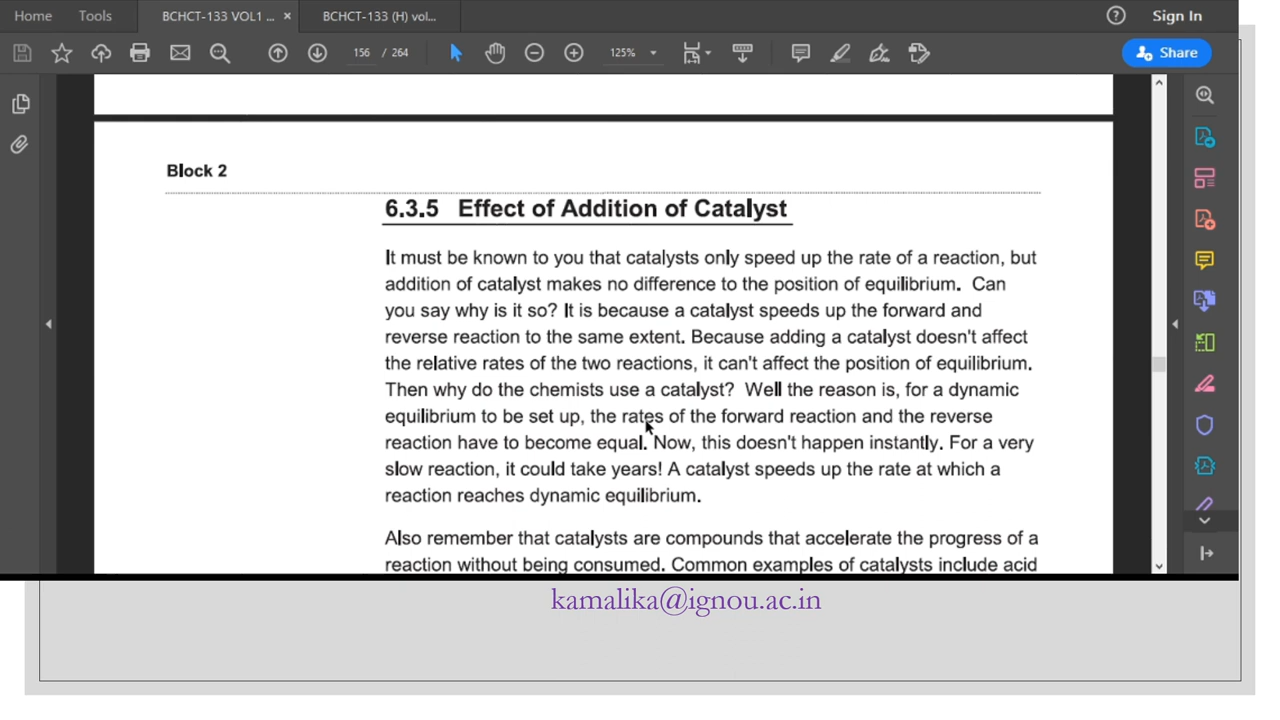 Home Tools BCHCT-133 VOL1 ... × BCHCT-133 (H) vol... ? Sign In
156 / 264 125% Share
Block 2
6.3.5 Effect of Addition of Catalyst
It must be known to you that catalysts only speed up the rate of a reaction, but
addition of catalyst makes no difference to the position of equilibrium. Can
you say why is it so? It is because a catalyst speeds up the forward and
reverse reaction to the same extent. Because adding a catalyst doesn't affect
the relative rates of the two reactions, it can't affect the position of equilibrium.
Then why do the chemists use a catalyst? Well the reason is, for a dynamic
equilibrium to be set up, the rates of the forward reaction and the reverse
reaction have to become equal. Now, this doesn't happen instantly. For a very
slow reaction, it could take years! A catalyst speeds up the rate at which a
reaction reaches dynamic equilibrium.
Also remember that catalysts are compounds that accelerate the progress of a
reaction without being consumed. Common examples of catalysts include acid
kamalika@ignou.ac.in